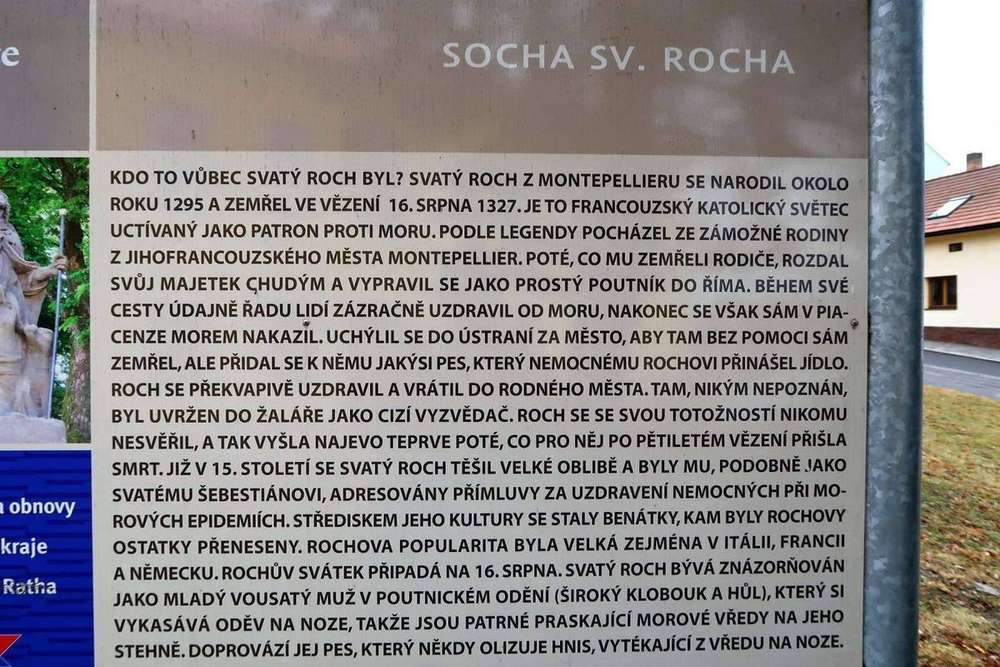 e
SOCHA SV. ROCHA
KDO TO VŮBEC SVATÝ ROCH BYL? SVATÝ ROCH Z MONTEPELLIERU SE NARODIL OKOLO
ROKU 1295 A ZEMŘEL VE VĚZENÍ 16. SRPNA 1327. JE TO FRANCOUZSKÝ KATOLICKÝ SVĚTEC
UCTÍVANÝ JAKO PATRON PROTI MORU. PODLE LEGENDY POCHÁZEL ZE ZÁMOŽNÉ RODINY
Z JIHOFRANCOUZSKÉHO MĚSTA MONTEPELLIER. POTÉ, CO MU ZEMŘELI RODIČE, ROZDAL
SVŮJ MAJETEK CHUDÝM A VYPRAVIL SE JAKO PROSTÝ POUTNÍK DO ŘÍMA. BĚHEM SVÉ
CESTY ÚDAJNĚ ŘADU LIDÍ ZÁZRAČNĚ UZDRAVIL OD MORU, NAKONEC SE VŠAK SÁM V PIA-
CENZE MOREM NAKAZIL. UCHÝLIL SE DO ÚSTRANÍ ZA MĚSTO, ABY TAM BEZ POMOCI SÁM
ZEMŘEL, ALE PŘIDAL SE K NĚMU JAKÝSI PES, KTERÝ NEMOCNÉMU ROCHOVI PŘINÁŠEL JÍDLO.
ROCH SE PŘEKVAPIVĚ UZDRAVIL A VRÁTIL DO RODNÉHO MĚSTA. TAM, NIKÝM NEPOZNÁN,
BYL UVRŽEN DO ŽALÁŘE JAKO CIZÍ VYZVĚDAČ. ROCH SE SE SVOU TOTOŽNOSTÍ NIKOMU
NESVĚŘIL, A TAK VYŠLA NAJEVO TEPRVE POTÉ, CO PRO NĚJ PO PĚTILETÉM VĚZENÍ PŘIŠLA
SMRT. JIŽ V 15. STOLETÍ SE SVATÝ ROCH TĚŠIL VELKÉ OBLIBĚ A BYLY MU, PODOBNĚ JAKO
SVATÉMU ŠEBESTIÁNOVI, ADRESOVÁNY PŘÍMLUVY ZA UZDRAVENÍ NEMOCNÝCH PŘI MO-
ROVÝCH EPIDEMIÍCH. STŘEDISKEM JEHO KULTURY SE STALY BENÁTKY, KAM BYLY ROCHOVY
OSTATKY PŘENESENY. ROCHOVA POPULARITA BYLA VELKÁ ZEJMÉNA V ITÁLII, FRANCII
A NĚMECKU. ROCHŮV SVÁTEK PŘIPADÁ NA 16. SRPNA. SVATÝ ROCH BÝVÁ ZNÁZORŇOVÁN
JAKO MLADÝ VOUSATÝ MUŽ V POUTNICKÉM ODĚNÍ (ŠIROKÝ KLOBOUK A HŮL), KTERÝ SI
VYKASÁVÁ ODĚV NA NOZE, TAKŽE JSOU PATRNÉ PRASKAJÍCÍ MOROVÉ VŘEDY NA JEHO
STEHNĚ. DOPROVÁZÍ JEJ PES, KTERÝ NĚKDY OLIZUJE HNIS, VYTÉKAJÍCÍ Z VŘEDU NA NOZE.
a obnovy
kraje
Ratha